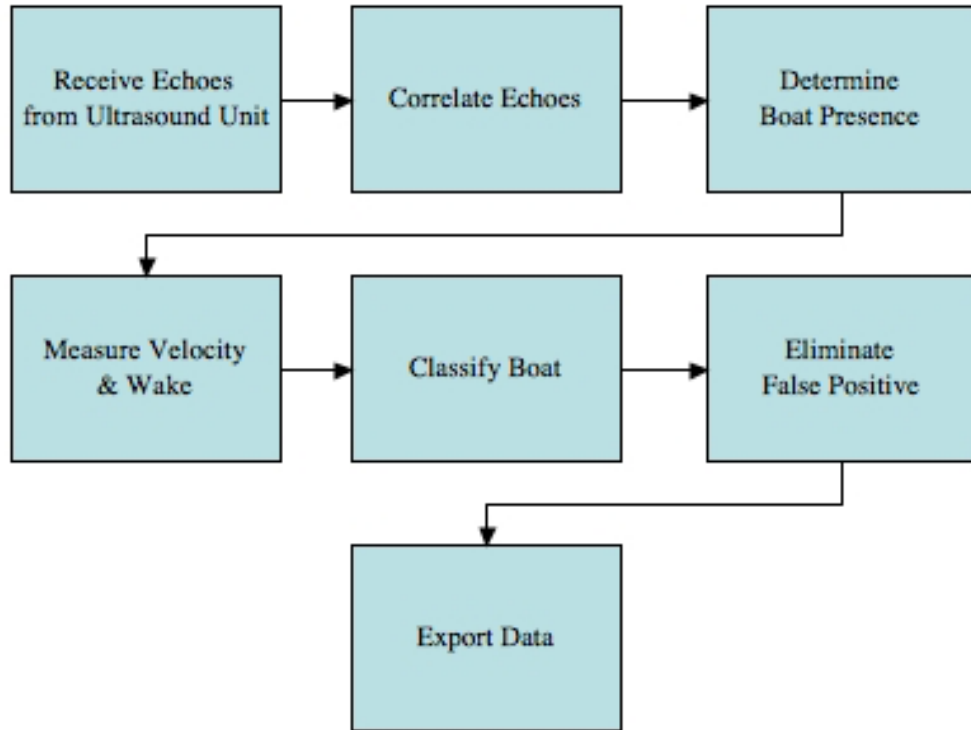 Receive Echoes
from Ultrasound Unit
Correlate Echoes
Determine
Boat Presence
Measure Velocity
& Wake
Classify Boat
Eliminate
False Positive
Export Data